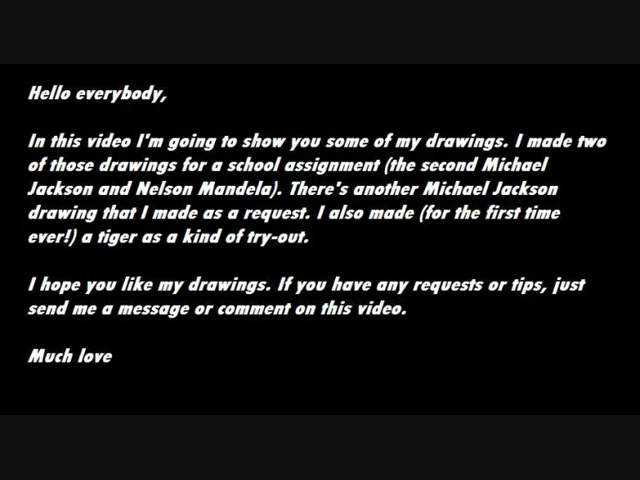 Hello everybody,
In this video I'm going to show you some of my drawings. I made two
of those drawings for a school assignment (the second Michael
Jackson and Nelson Mandela). There's another Michael Jackson
drawing that I made as a request. I also made (for the first time
ever!) a tiger as a kind of try-out.
I hope you like my drawings. If you have any requests or tips, just
send me a message or comment on this video.
Much love